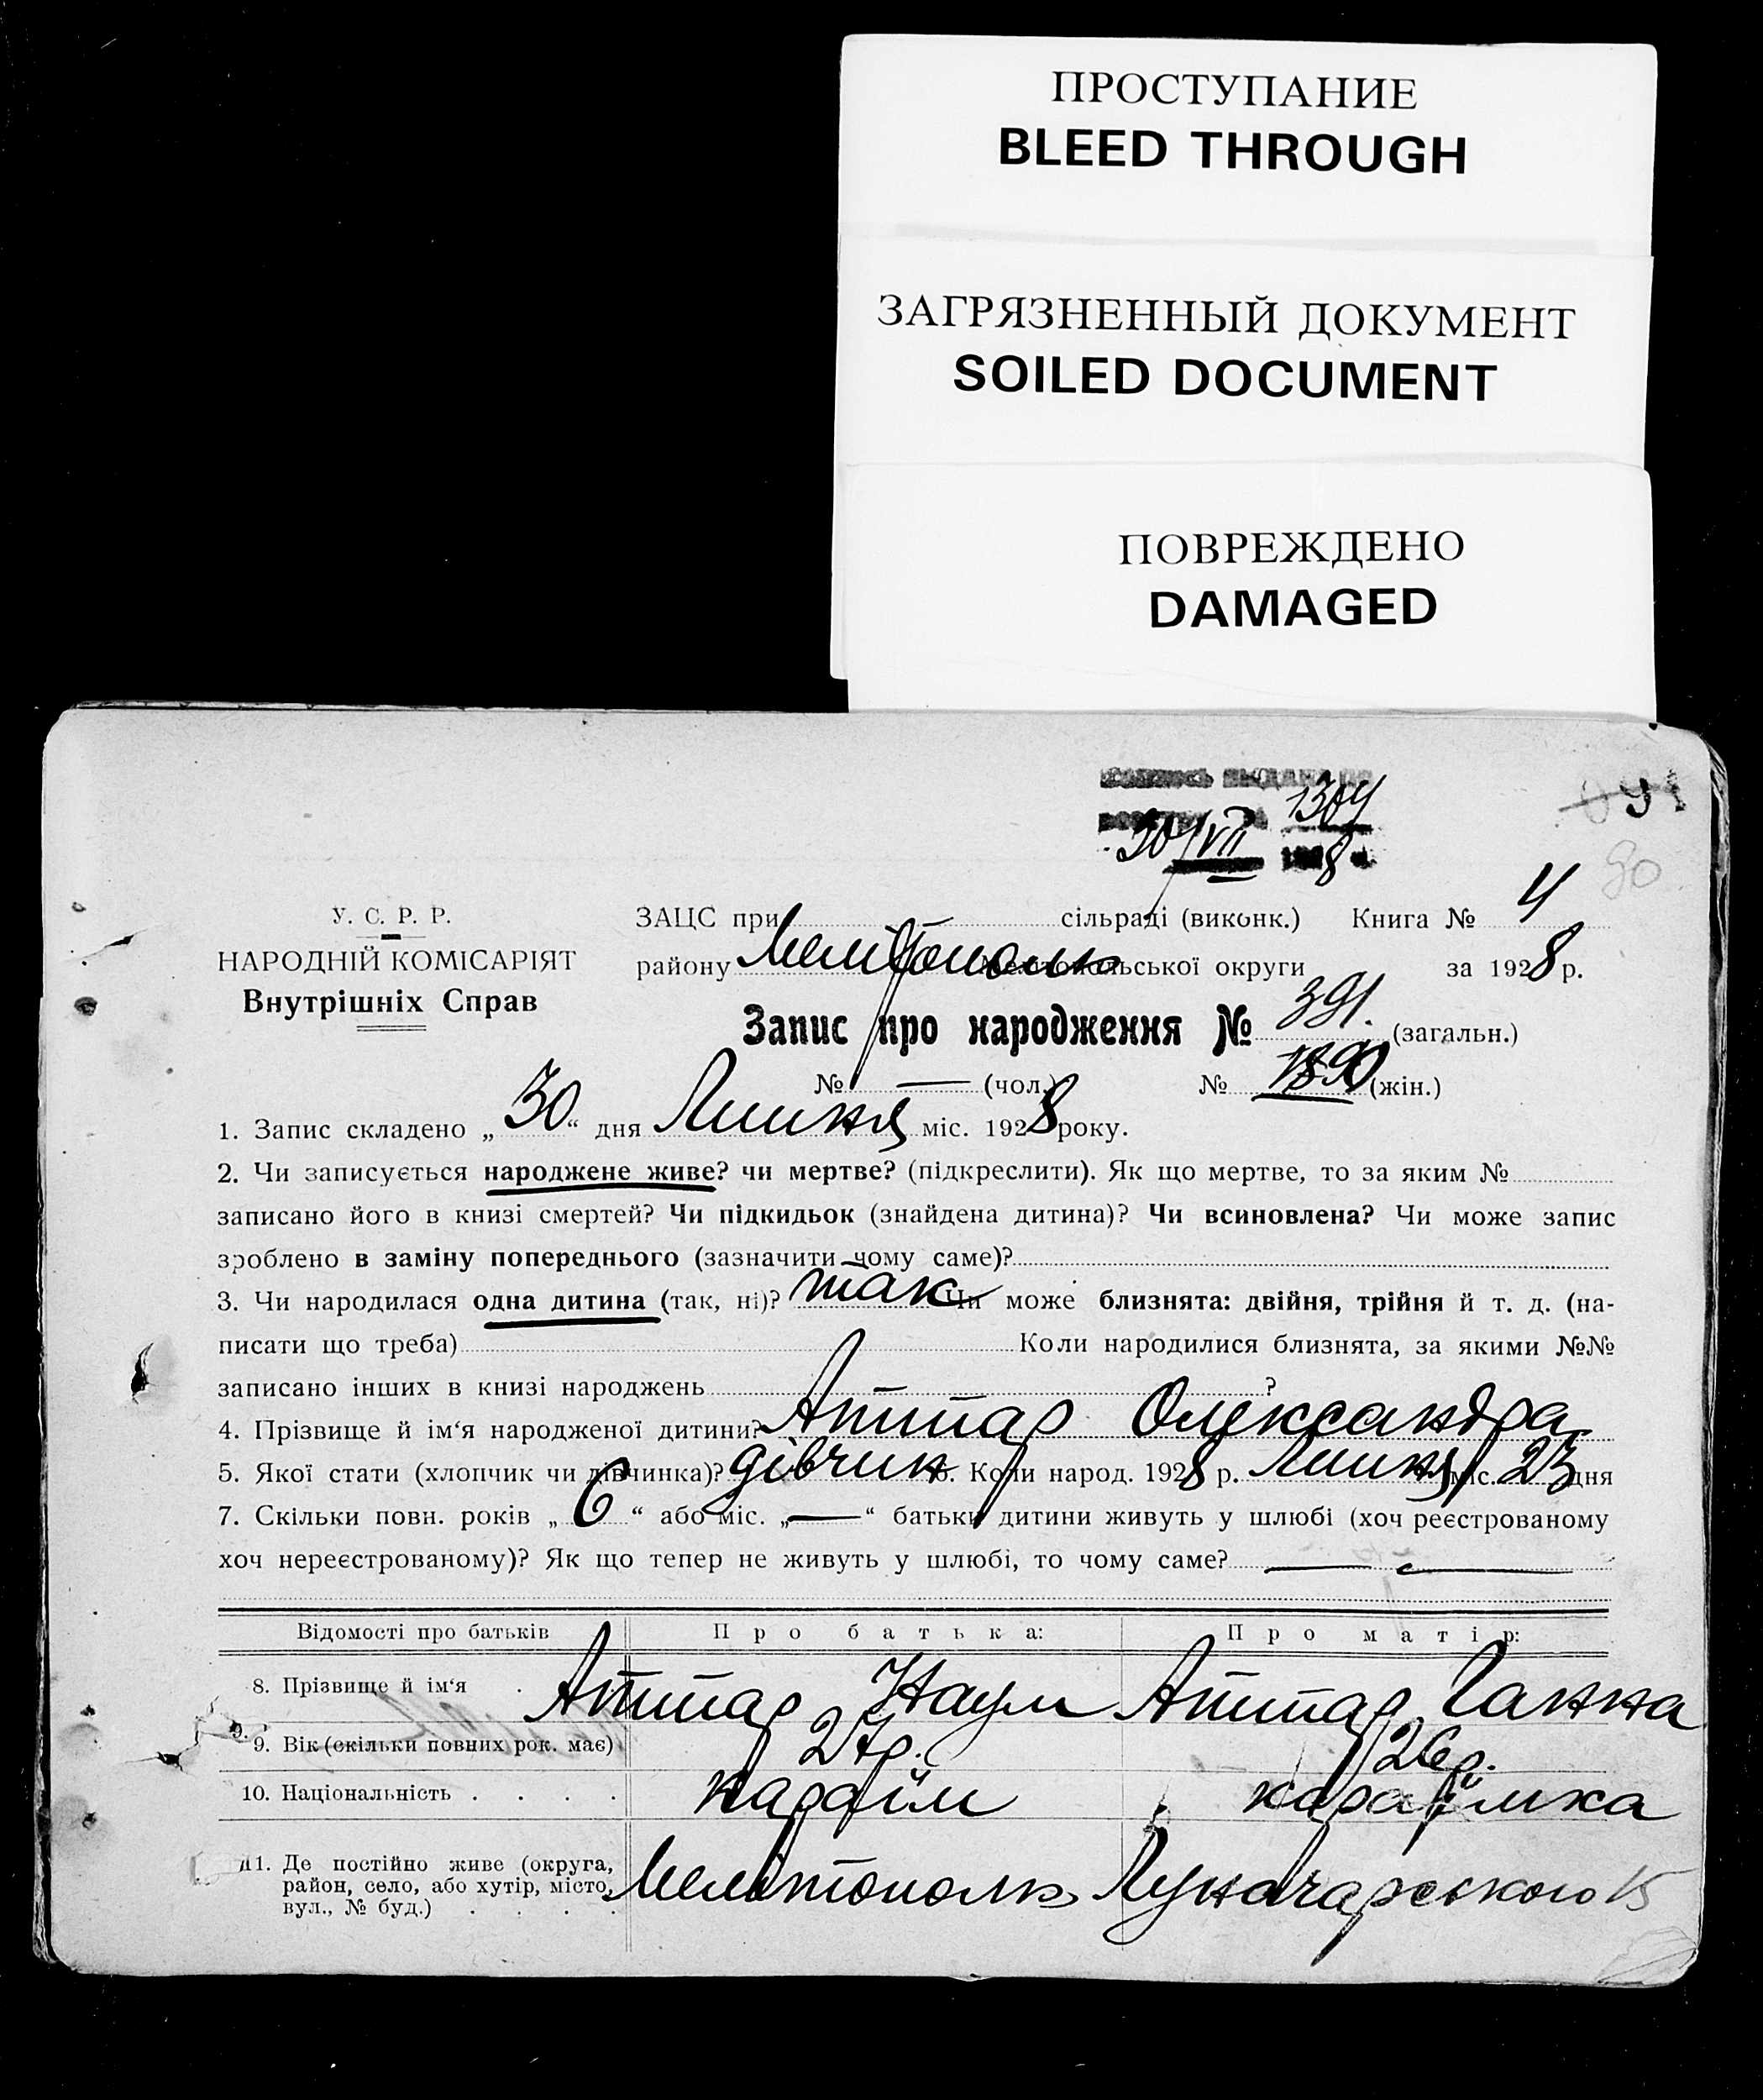 ПРОСТУПАНИЕ
BLEED THROUGH
ЗАГРЯЗНЕННЫЙ ДОКУМЕНТ
SOILED DOCUMENT
ПОВРЕЖДЕНО
DAMAGED
1304
30/VII 8
У. С. Р. Р.
НАРОДНІЙ КОМІСАРІЯТ
Внутрішніх Справ
ЗАЦС при сільраді (виконк.) Книга № 4
району Мелітополь Мелітопольської округи за 1928 р.
Запис про народження № 391. (загальн.)
№ — (чол.) № 190 (жін.)
1. Запис складено „30“ дня Липня міс. 1928 року.
2. Чи записується народжене живе? чи мертве? (підкреслити). Як що мертве, то за яким №
записано його в книзі смертей? Чи підкидьок (знайдена дитина)? Чи всиновлена? Чи може запис
зроблено в заміну попереднього (зазначити чому саме)?
3. Чи народилася одна дитина (так, ні)? так Чи може близнята: двійня, трійня й т. д. (на-
писати що треба) Коли народилися близнята, за якими №№
записано інших в книзі народжень ?
4. Прізвище й ім‘я народженої дитини? Аттар Олександра
5. Якої стати (хлопчик чи дівчинка)? дівчин 6. Коли народ. 1928 р. Липня міс. 23 дня
7. Скільки повн. років „6“ або міс. „—“ батьки дитини живуть у шлюбі (хоч реєстрованому
хоч нереєстрованому)? Як що тепер не живуть у шлюбі, то чому саме? — —
Відомості про батьків Про батька: Про матір:
8. Прізвище й ім‘я . Аттар Наум Аттар Ганна
9. Вік (скільки повних рок. має) 27р. 26р.
10. Національність . . . . караїм караїмка
11. Де постійно живе (округа, Мелітополь Луначарського 15
район, село, або хутір, місто,
вул., № буд.) . . . .